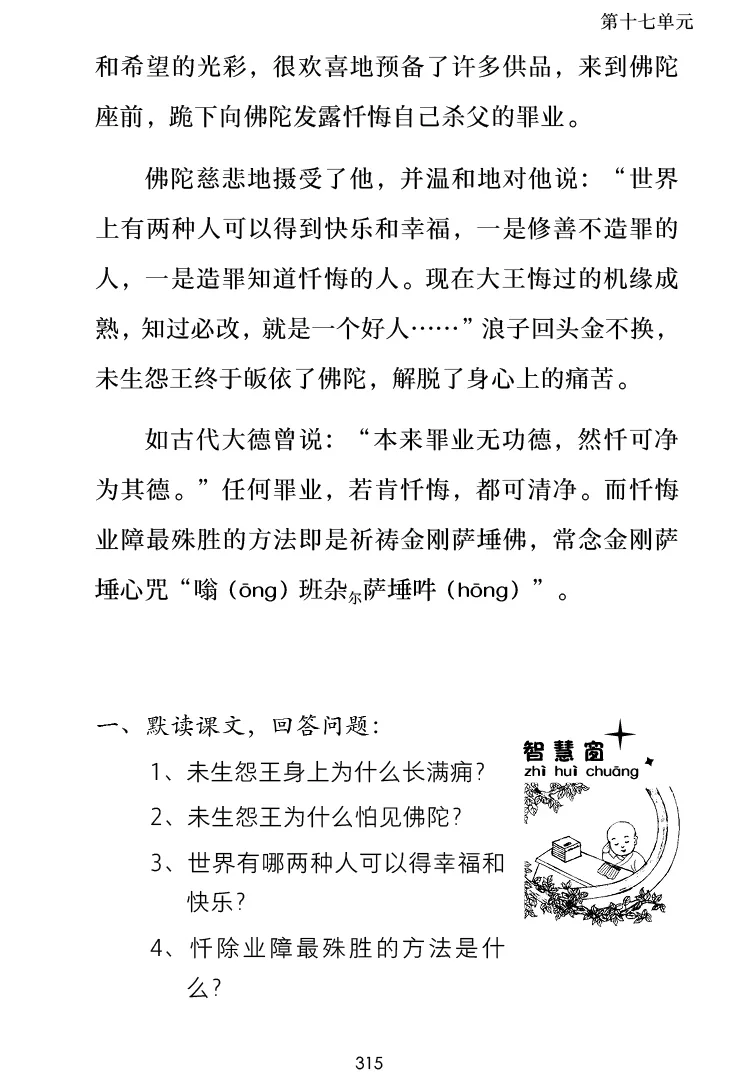 第十七单元
和希望的光彩，很欢喜地预备了许多供品，来到佛陀
座前，跪下向佛陀发露忏悔自己杀父的罪业。
佛陀慈悲地摄受了他，并温和地对他说：“世界
上有两种人可以得到快乐和幸福，一是修善不造罪的
人，一是造罪知道忏悔的人。现在大王悔过的机缘成
熟，知过必改，就是一个好人……”浪子回头金不换，
未生怨王终于皈依了佛陀，解脱了身心上的痛苦。
如古代大德曾说：“本来罪业无功德，然忏可净
为其德。”任何罪业，若肯忏悔，都可清净。而忏悔
业障最殊胜的方法即是祈祷金刚萨埵佛，常念金刚萨
埵心咒“嗡（ōng）班杂尔萨埵吽（hōng）”。
一、默读课文，回答问题：
1、未生怨王身上为什么长满痈？
2、未生怨王为什么怕见佛陀？
3、世界有哪两种人可以得幸福和
快乐？
4、忏除业障最殊胜的方法是什
么？
智慧窗
zhì huì chuāng
315